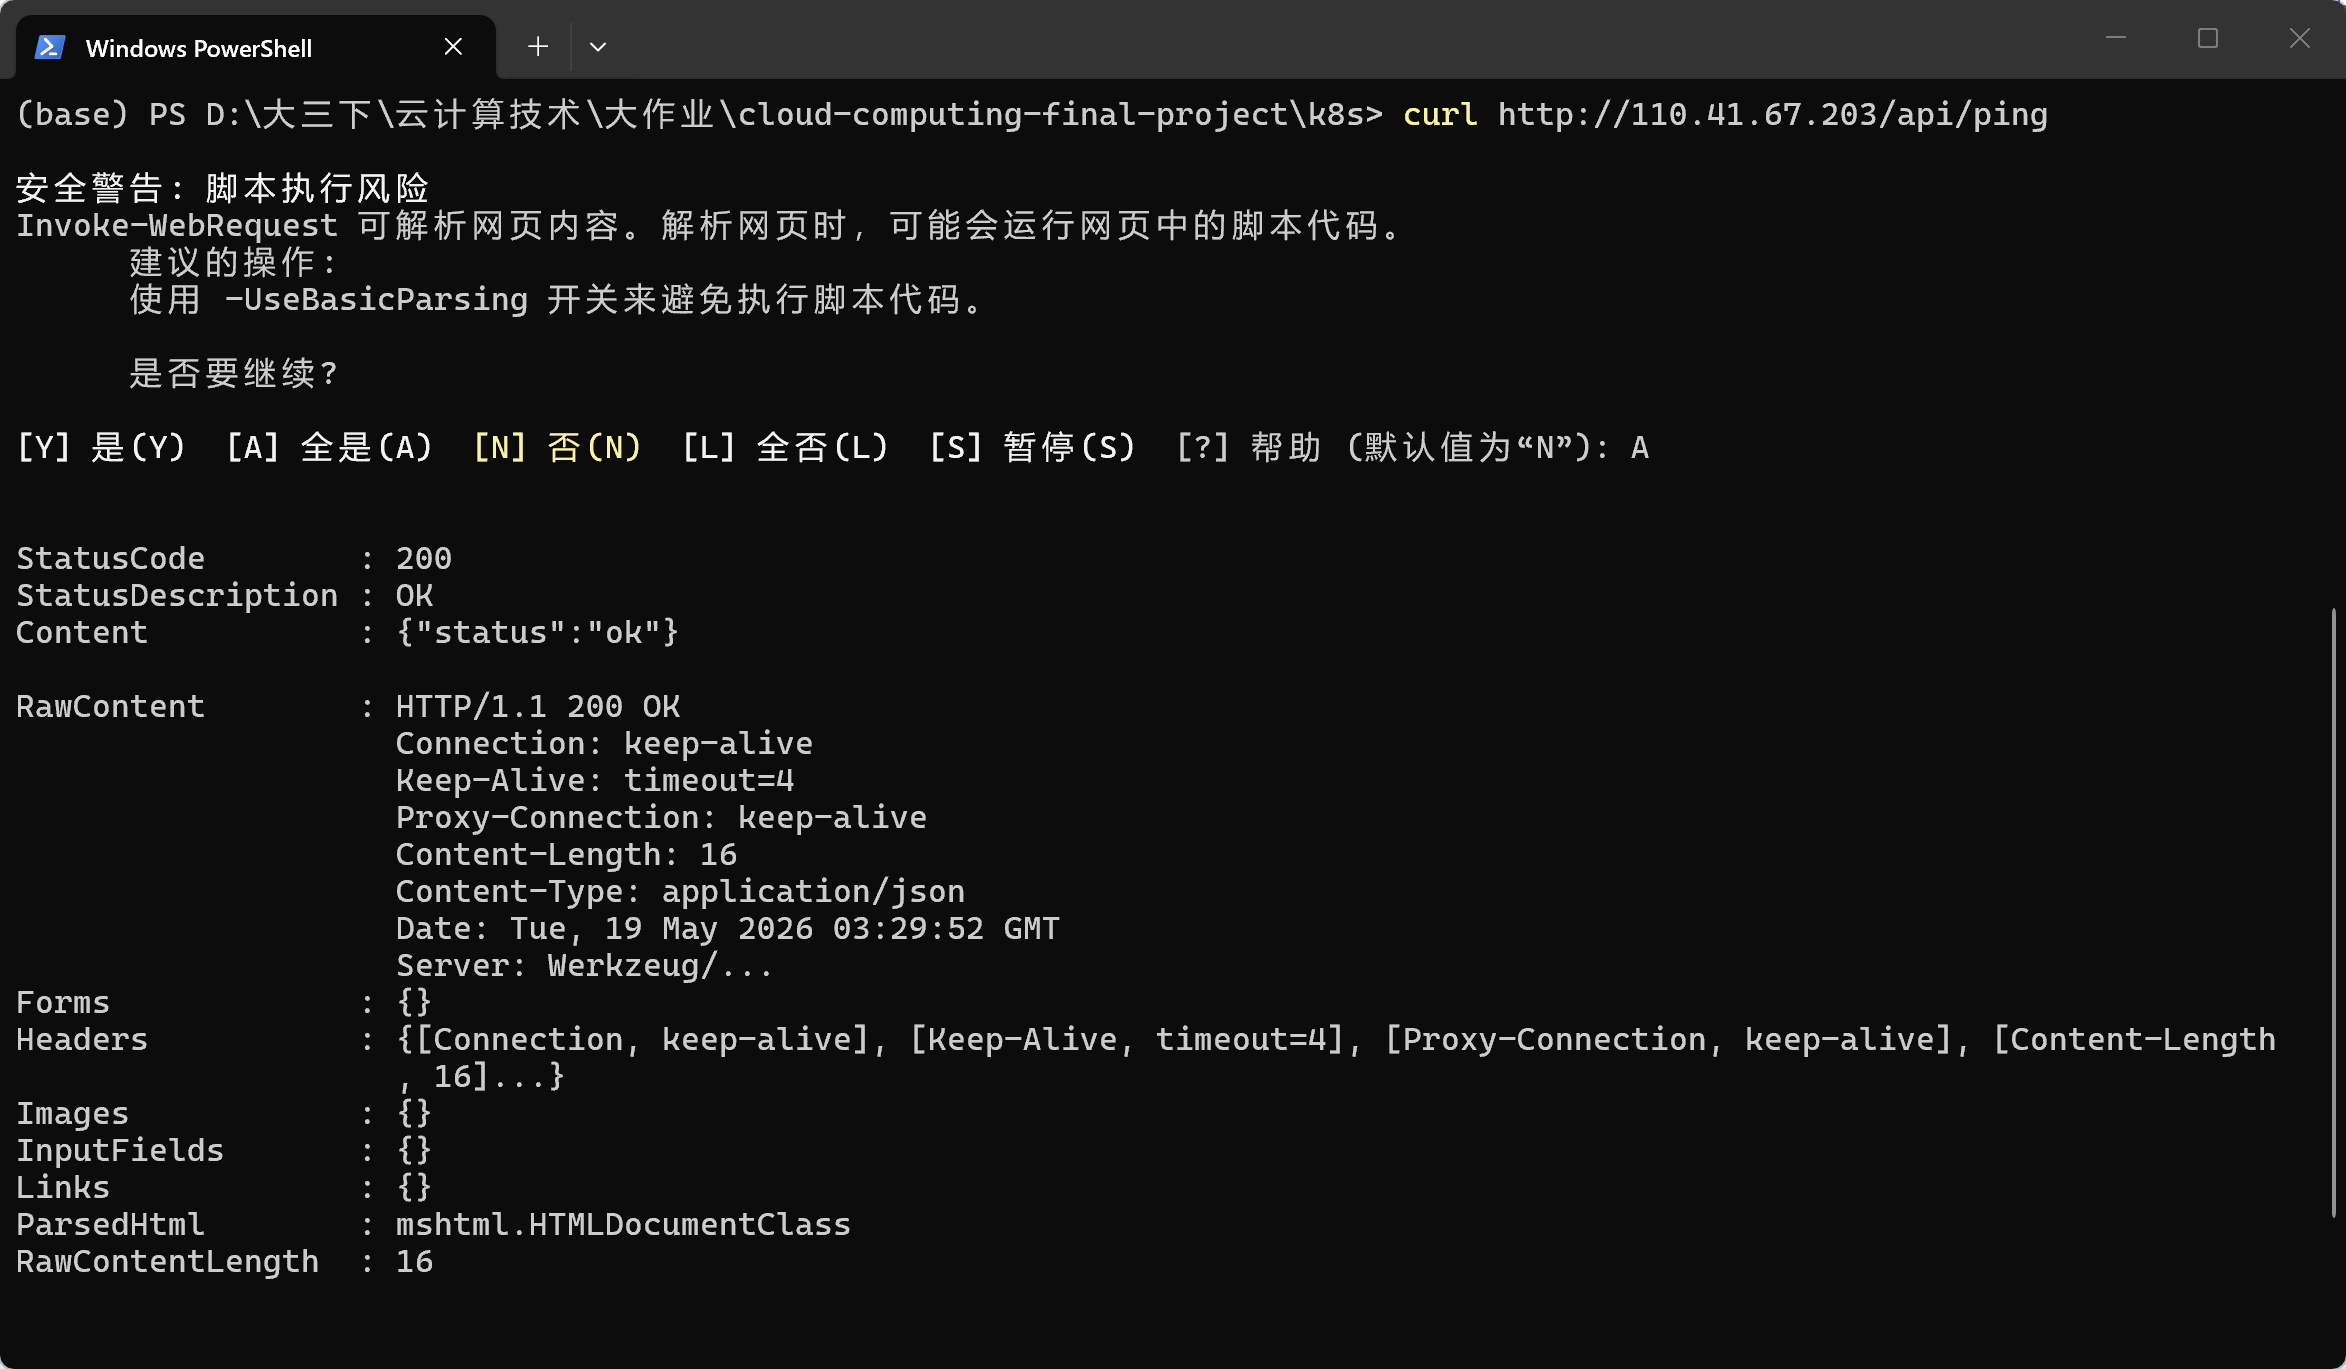 Windows PowerShell
(base) PS D:\大三下\云计算技术\大作业\cloud-computing-final-project\k8s> curl http://110.41.67.203/api/ping
安全警告: 脚本执行风险
Invoke-WebRequest 可解析网页内容。解析网页时，可能会运行网页中的脚本代码。
建议的操作:
使用 -UseBasicParsing 开关来避免执行脚本代码。
是否要继续?
[Y] 是(Y)  [A] 全是(A)  [N] 否(N)  [L] 全否(L)  [S] 暂停(S)  [?] 帮助 (默认值为“N”): A
StatusCode        : 200
StatusDescription : OK
Content           : {"status":"ok"}
RawContent        : HTTP/1.1 200 OK
Connection: keep-alive
Keep-Alive: timeout=4
Proxy-Connection: keep-alive
Content-Length: 16
Content-Type: application/json
Date: Tue, 19 May 2026 03:29:52 GMT
Server: Werkzeug/...
Forms             : {}
Headers           : {[Connection, keep-alive], [Keep-Alive, timeout=4], [Proxy-Connection, keep-alive], [Content-Length
, 16]...}
Images            : {}
InputFields       : {}
Links             : {}
ParsedHtml        : mshtml.HTMLDocumentClass
RawContentLength  : 16